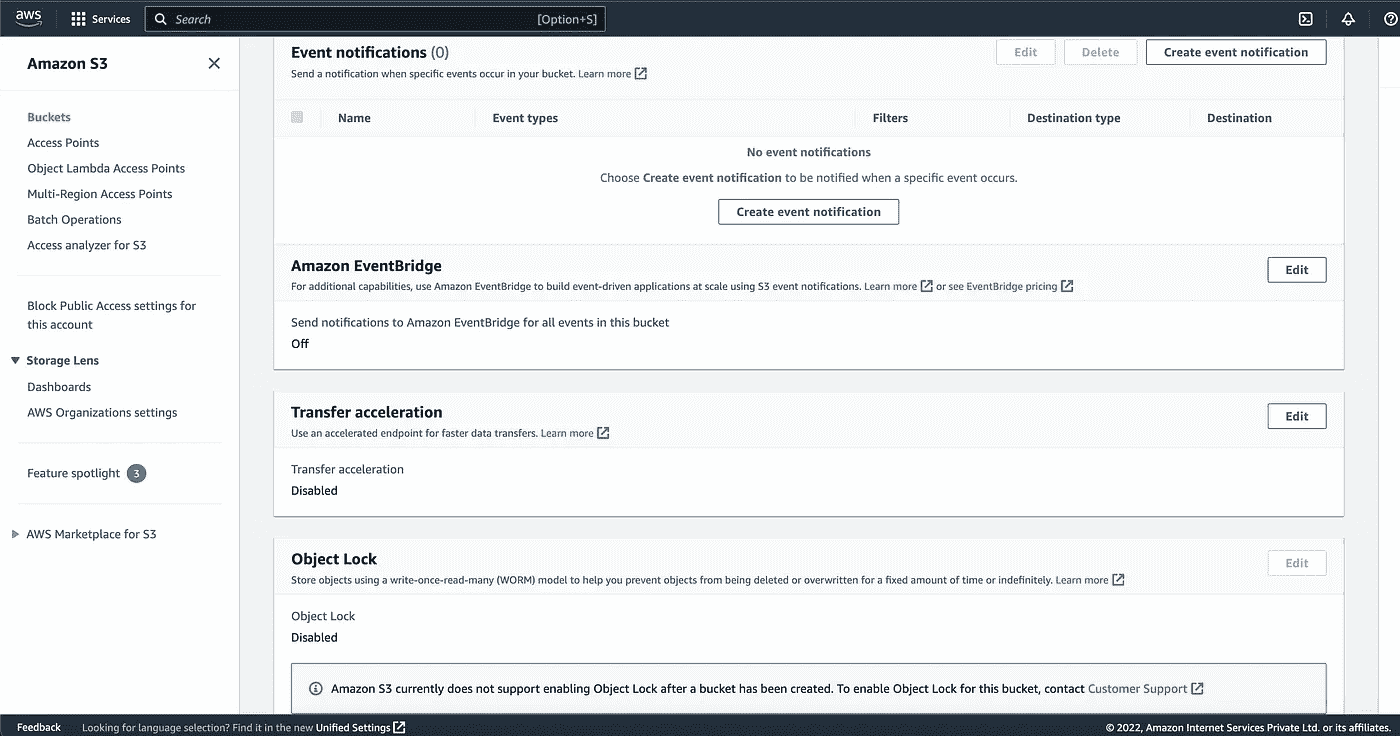 aws
Services
Search
[Option+S]
Amazon S3
Buckets
Access Points
Object Lambda Access Points
Multi-Region Access Points
Batch Operations
Access analyzer for S3
Block Public Access settings for
this account
Storage Lens
Dashboards
AWS Organizations settings
Feature spotlight 3
AWS Marketplace for S3
Event notifications (0)
Send a notification when specific events occur in your bucket. Learn more
Edit
Delete
Create event notification
Name
Event types
Filters
Destination type
Destination
No event notifications
Choose Create event notification to be notified when a specific event occurs.
Create event notification
Amazon EventBridge
For additional capabilities, use Amazon EventBridge to build event-driven applications at scale using S3 event notifications. Learn more or see EventBridge pricing
Edit
Send notifications to Amazon EventBridge for all events in this bucket
Off
Transfer acceleration
Use an accelerated endpoint for faster data transfers. Learn more
Edit
Transfer acceleration
Disabled
Object Lock
Store objects using a write-once-read-many (WORM) model to help you prevent objects from being deleted or overwritten for a fixed amount of time or indefinitely. Learn more
Edit
Object Lock
Disabled
Amazon S3 currently does not support enabling Object Lock after a bucket has been created. To enable Object Lock for this bucket, contact Customer Support
Feedback
Looking for language selection? Find it in the new Unified Settings
© 2022, Amazon Internet Services Private Ltd. or its affiliates.